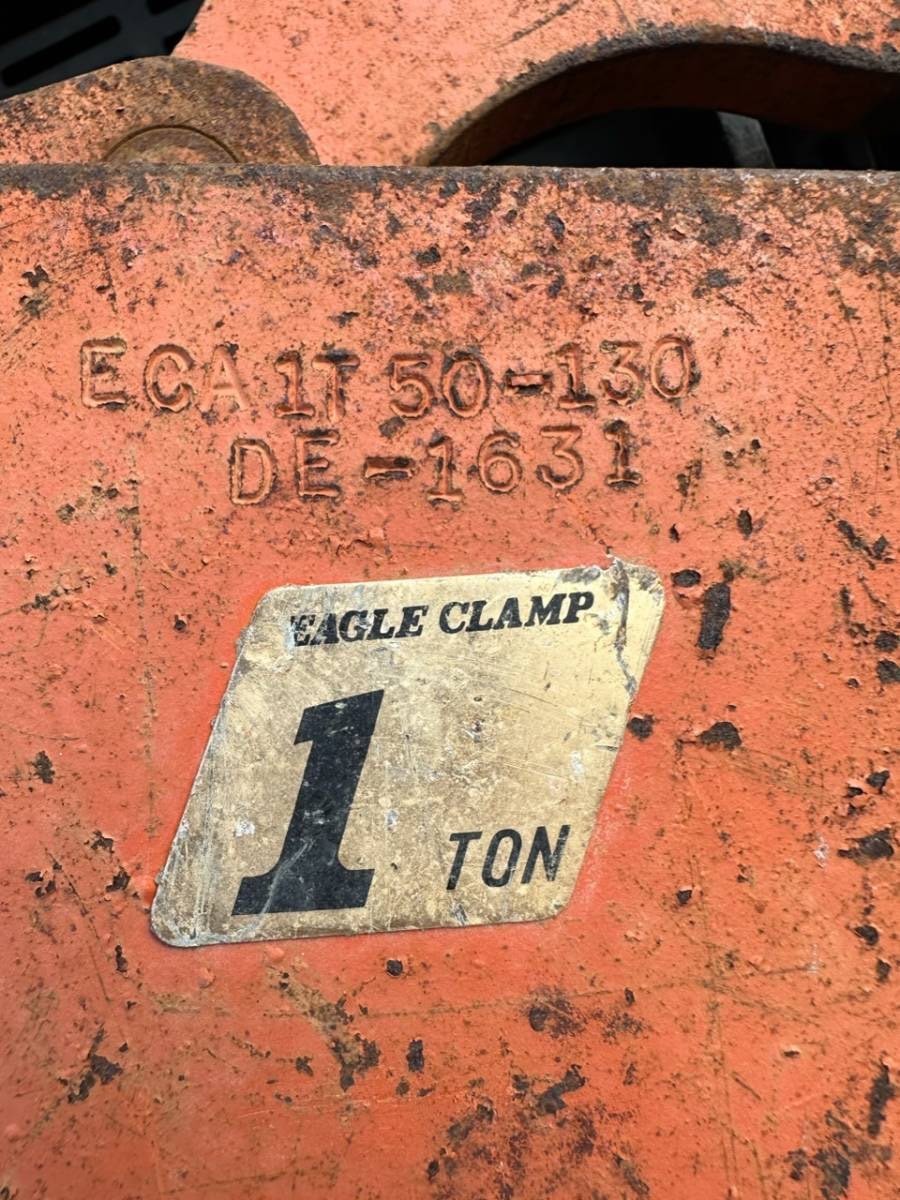 ECA 1T 50-130
DE-1631
EAGLE CLAMP
1
TON